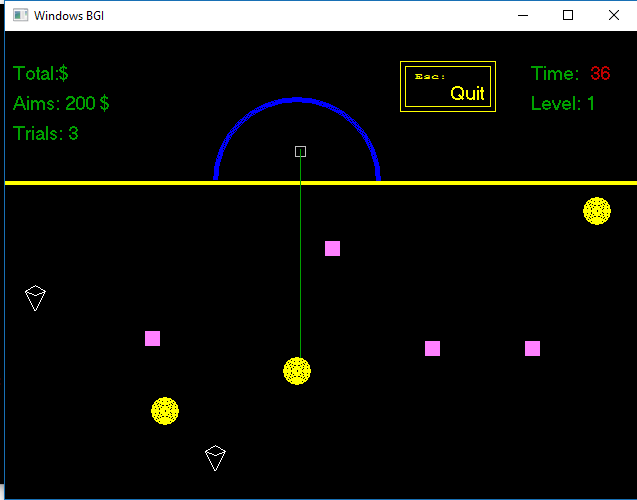 Windows BGI
Total:$
Aims: 200 $
Trials: 3
Esc:
Quit
Time: 36
Level: 1